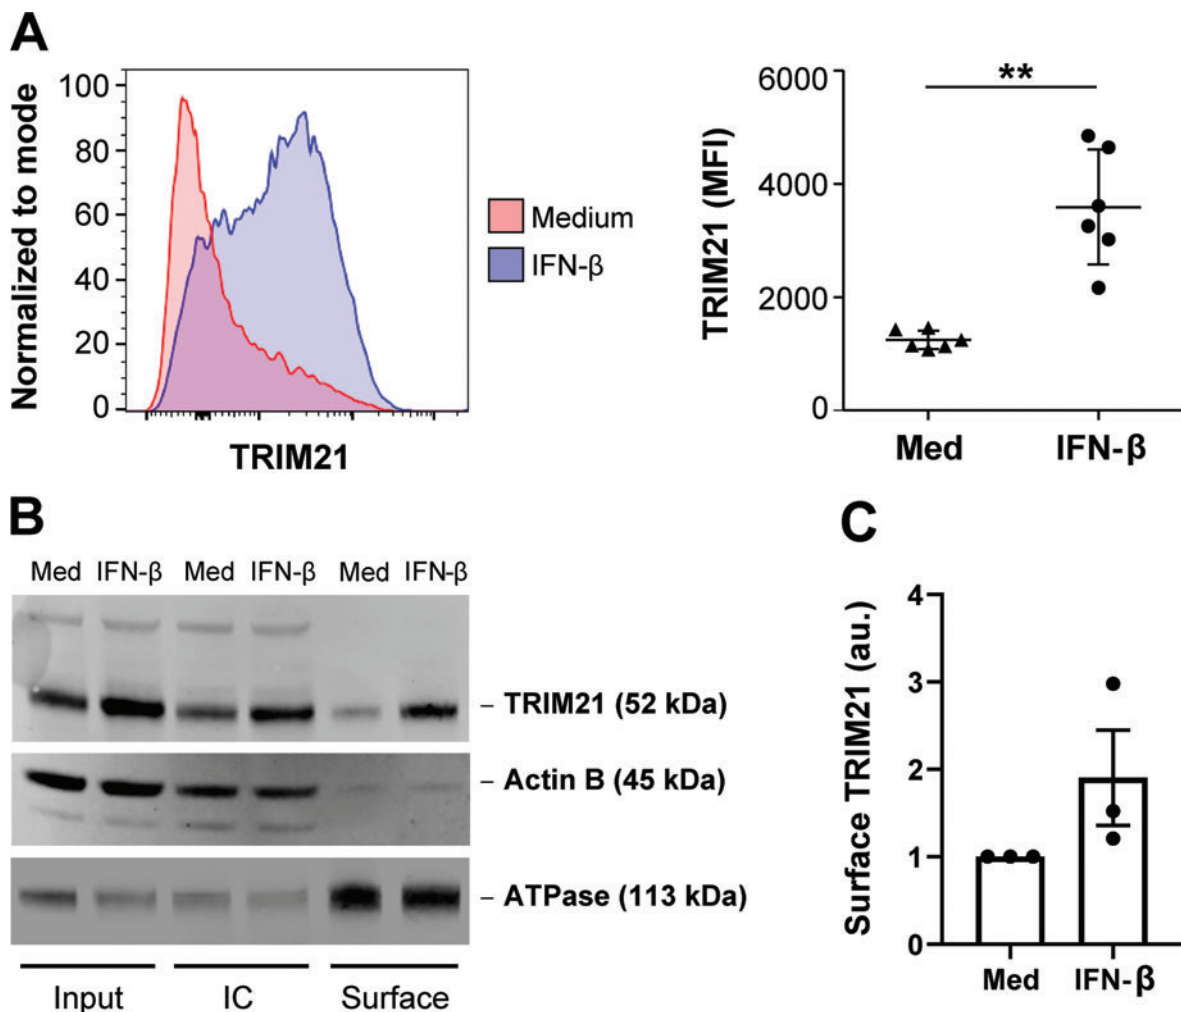 A
Normalized to mode
100
80
60
40
20
0
TRIM21
Medium
IFN-β
TRIM21 (MFI)
6000
4000
2000
0
**
Med
IFN-β
B
Med IFN-β Med IFN-β Med IFN-β
– TRIM21 (52 kDa)
– Actin B (45 kDa)
– ATPase (113 kDa)
Input
IC
Surface
C
Surface TRIM21 (au.)
4
3
2
1
0
Med
IFN-β